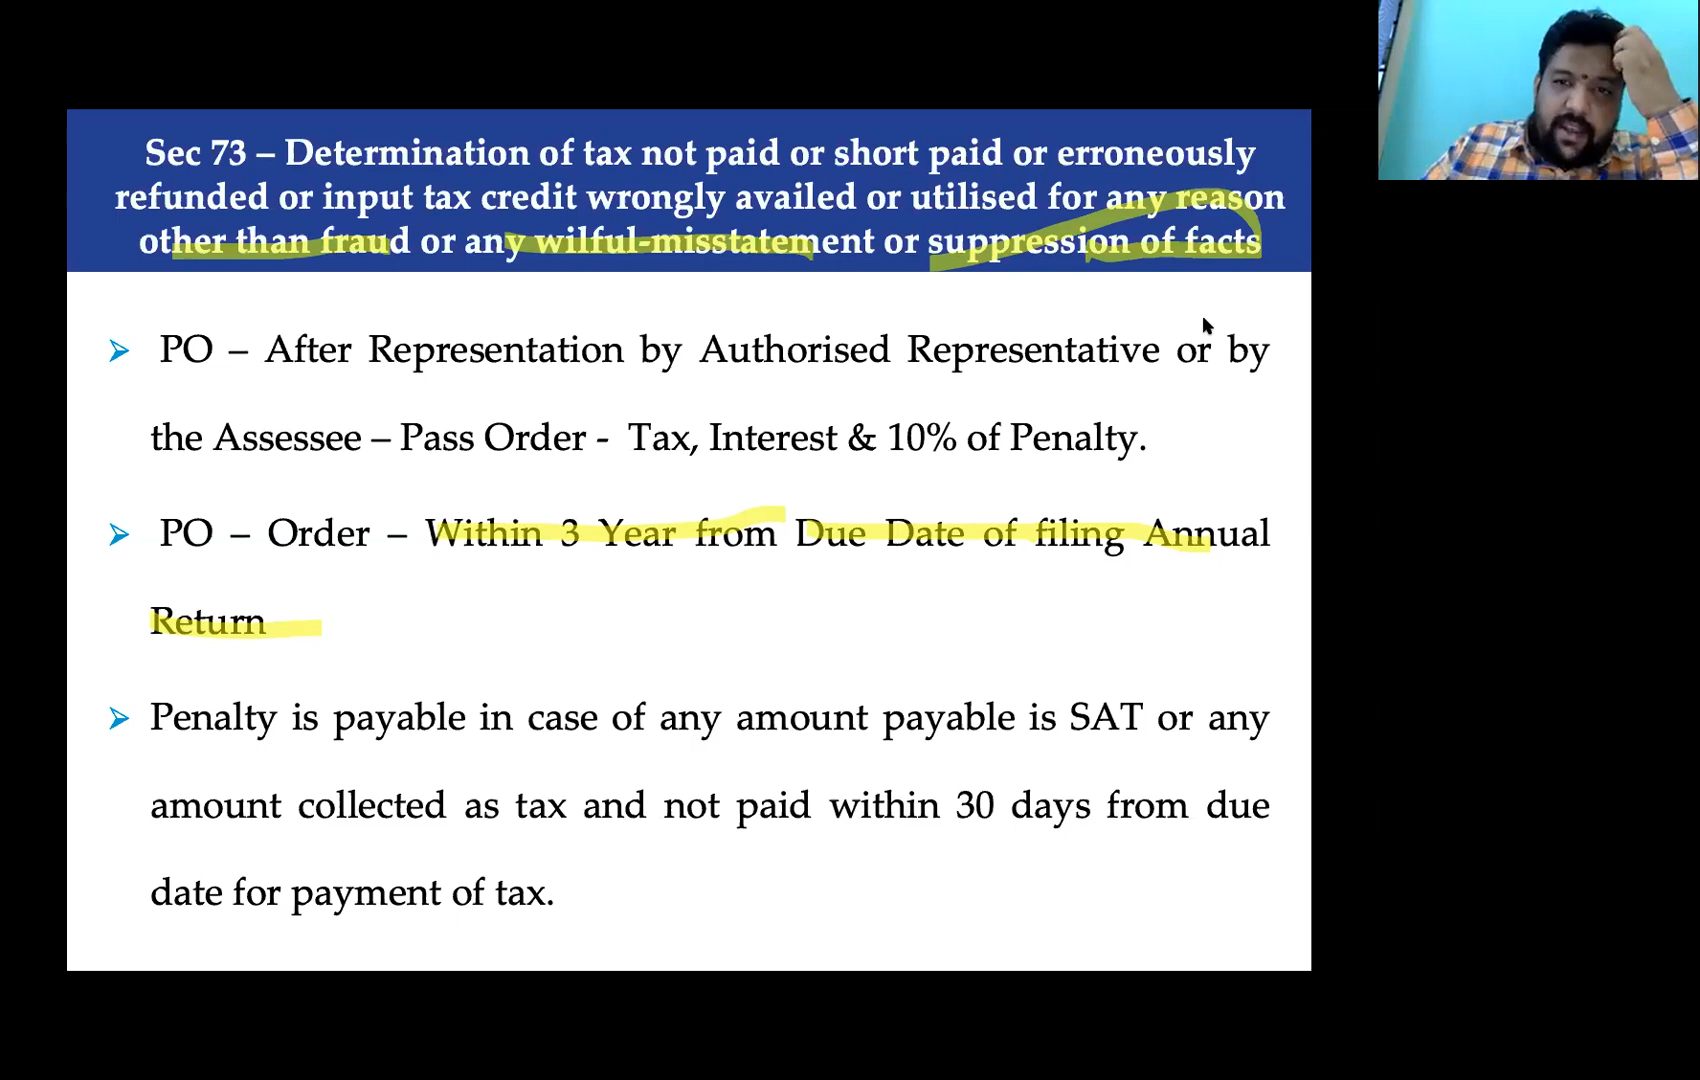 Sec 73 – Determination of tax not paid or short paid or erroneously
refunded or input tax credit wrongly availed or utilised for any reason
other than fraud or any wilful-misstatement or suppression of facts
PO – After Representation by Authorised Representative or by
the Assessee – Pass Order - Tax, Interest & 10% of Penalty.
PO – Order – Within 3 Year from Due Date of filing Annual
Return
Penalty is payable in case of any amount payable is SAT or any
amount collected as tax and not paid within 30 days from due
date for payment of tax.